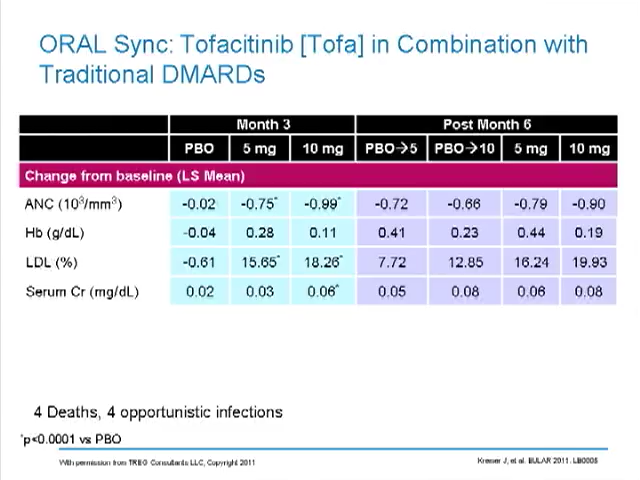 ORAL Sync: Tofacitinib [Tofa] in Combination with
Traditional DMARDs
Month 3 Post Month 6
PBO 5 mg 10 mg PBO→5 PBO→10 5 mg 10 mg
Change from baseline (LS Mean)
ANC (10³/mm³) -0.02 -0.75* -0.99* -0.72 -0.66 -0.79 -0.90
Hb (g/dL) -0.04 0.28 0.11 0.41 0.23 0.44 0.19
LDL (%) -0.61 15.65* 18.26* 7.72 12.85 16.24 19.93
Serum Cr (mg/dL) 0.02 0.03 0.06* 0.05 0.08 0.06 0.08
4 Deaths, 4 opportunistic infections
*p<0.0001 vs PBO
With permission from TREG Consultants LLC, Copyright 2011
Kremer J, et al. EULAR 2011. LB0005